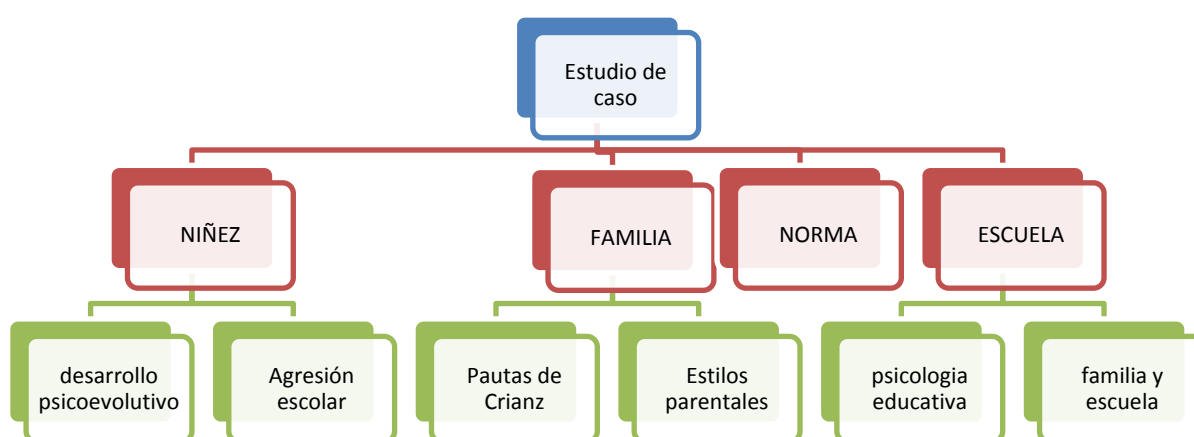 Estudio de
caso
NIÑEZ
FAMILIA
NORMA
ESCUELA
desarrollo
psicoevolutivo
Agresión
escolar
Pautas de
Crianz
Estilos
parentales
psicologia
educativa
familia y
escuela